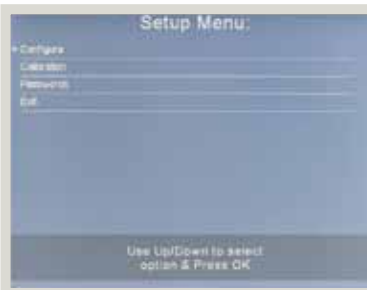 Setup Menu:
Configure
Calibration
Passwords
Exit
Use Up/Down to select
option & Press OK